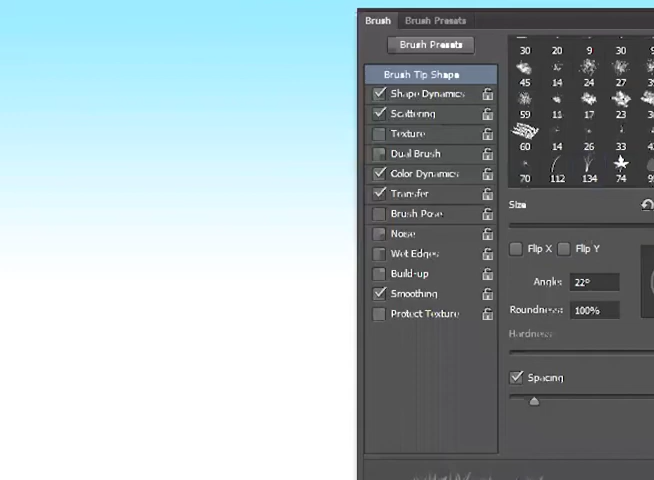 Brush Brush Presets
Brush Presets
Brush Tip Shape
Shape Dynamics
Scattering
Texture
Dual Brush
Color Dynamics
Transfer
Brush Pose
Noise
Wet Edges
Build-up
Smoothing
Protect Texture
30 20 9 30
45 14 24 27
59 11 17 23
60 14 26 33
70 112 134 74
Size
Flip X Flip Y
Angle: 22°
Roundness: 100%
Hardness
Spacing